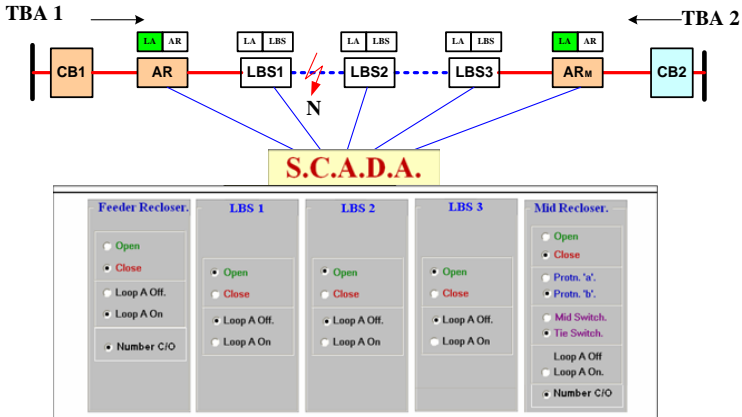 TBA 1
TBA 2
LA AR
LA LBS
LA LBS
LA LBS
LA AR
CB1
AR
LBS1
LBS2
LBS3
ARM
CB2
N
S.C.A.D.A.
Feeder Recloser.
Open
Close
Loop A Off.
Loop A On
Number C/O
LBS 1
Open
Close
Loop A Off.
Loop A On
LBS 2
Open
Close
Loop A Off.
Loop A On
LBS 3
Open
Close
Loop A Off.
Loop A On
Mid Recloser.
Open
Close
Protn. 'a'.
Protn. 'b'.
Mid Switch.
Tie Switch.
Loop A Off
Loop A On.
Number C/O